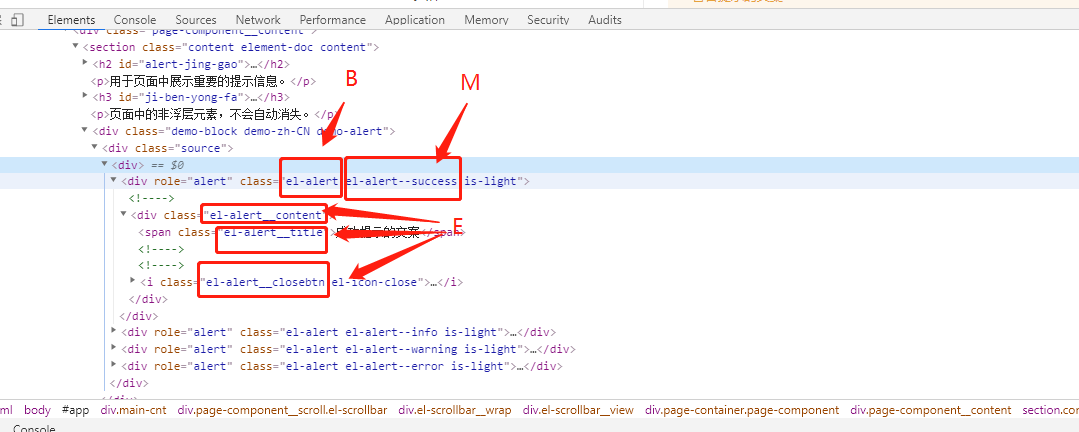 Elements Console Sources Network Performance Application Memory Security Audits
<div class="page-component__content">
<section class="content element-doc content">
<h2 id="alert-jing-gao">…</h2>
B
M
<p>用于页面中展示重要的提示信息。</p>
<h3 id="ji-ben-yong-fa">…</h3>
<p>页面中的非浮层元素，不会自动消失。</p>
<div class="demo-block demo-zh-CN demo-alert">
<div class="source">
<div> == $0
<div role="alert" class="el-alert el-alert--success is-light">
<!---->
<div class="el-alert__content"
E
<span class="el-alert__title">成功提示的文案</span>
<!---->
<!---->
<i class="el-alert__closebtn el-icon-close">…</i>
</div>
</div>
<div role="alert" class="el-alert el-alert--info is-light">…</div>
<div role="alert" class="el-alert el-alert--warning is-light">…</div>
<div role="alert" class="el-alert el-alert--error is-light">…</div>
</div>
</div>
ml body #app div.main-cnt div.page-component__scroll.el-scrollbar div.el-scrollbar__wrap div.el-scrollbar__view div.page-container.page-component div.page-component__content section.con
Console